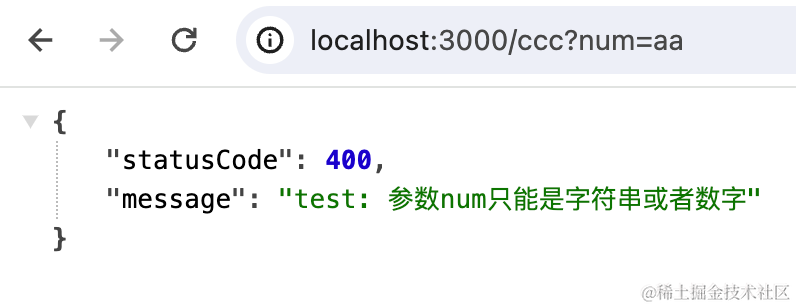 localhost:3000/ccc?num=aa
{
"statusCode": 400,
"message": "test: 参数num只能是字符串或者数字"
}
@稀土掘金技术社区